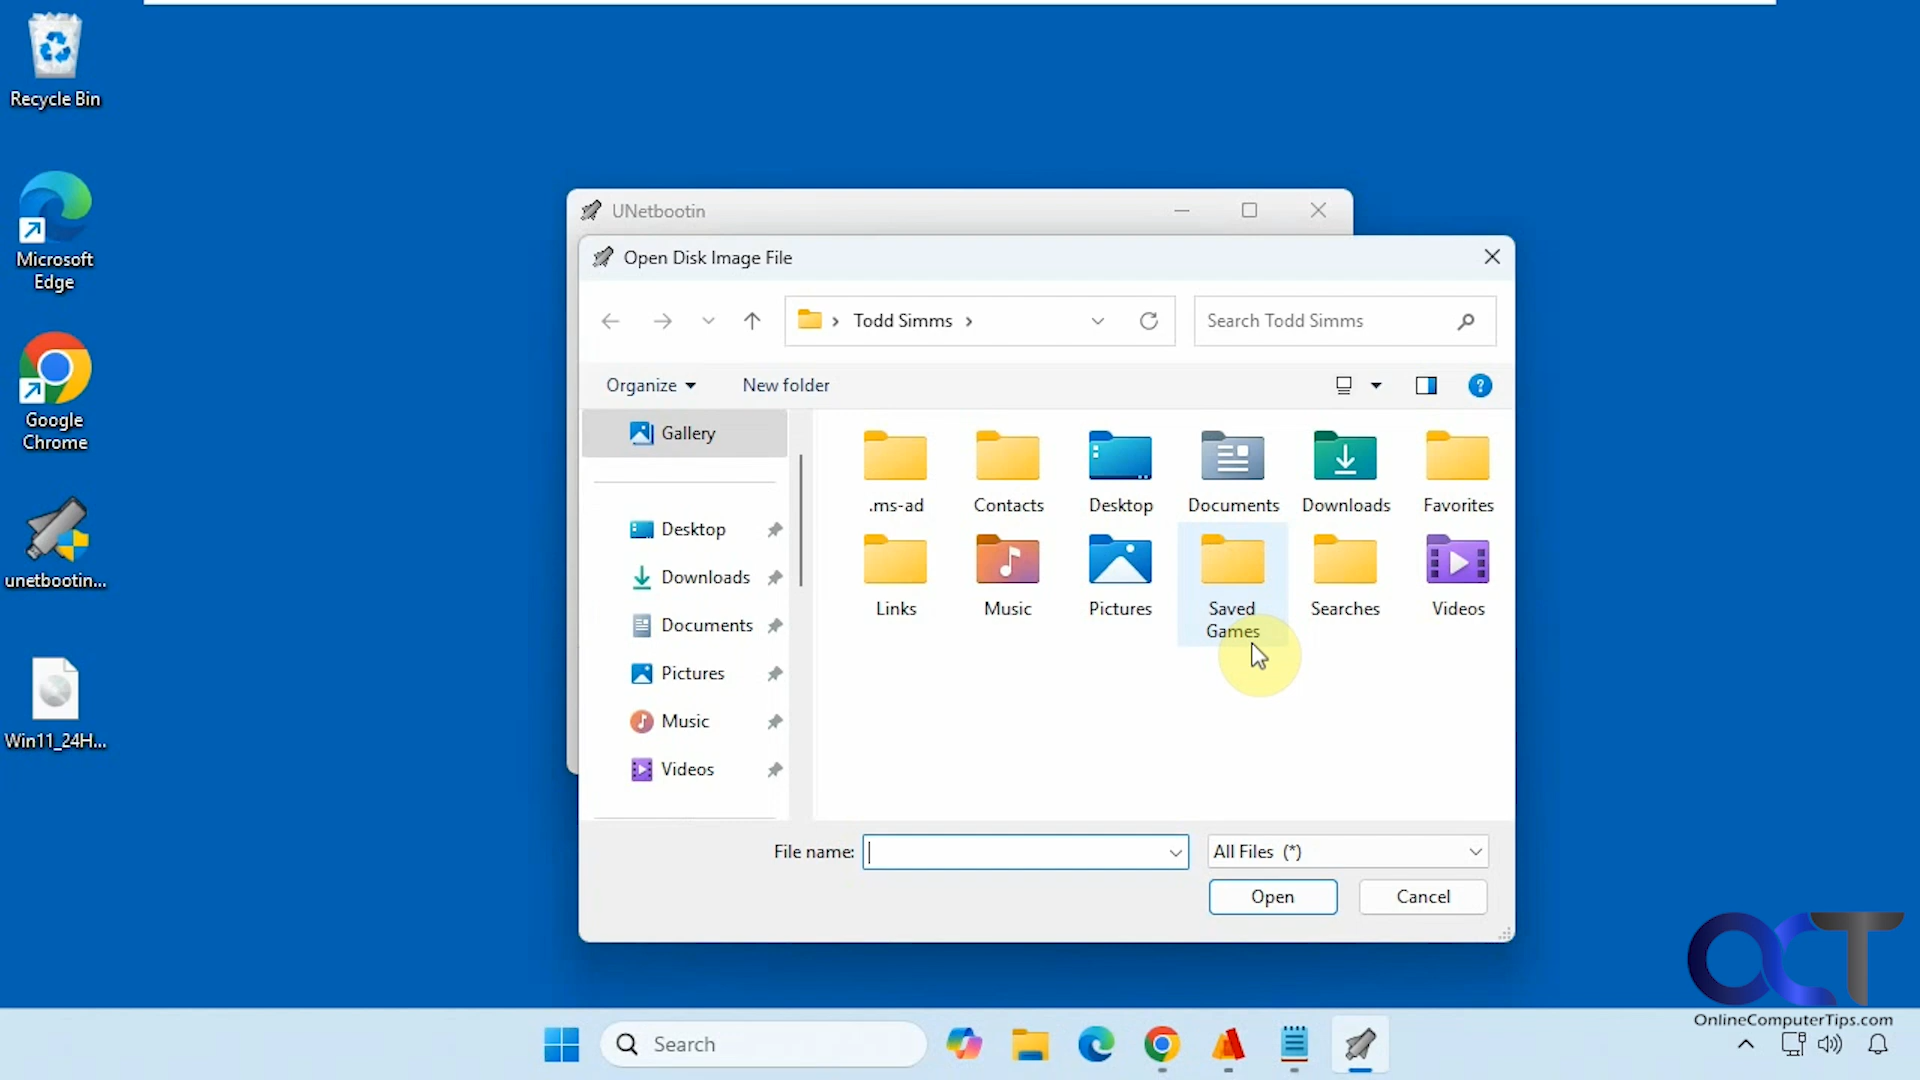 Recycle Bin
Microsoft
Edge
Google
Chrome
unetbootin...
Win11_24H...
UNetbootin
Open Disk Image File
Todd Simms
Search Todd Simms
Organize
New folder
?
Gallery
Desktop
Downloads
Documents
Pictures
Music
Videos
.ms-ad
Contacts
Desktop
Documents
Downloads
Favorites
Links
Music
Pictures
Saved
Games
Searches
Videos
File name:
All Files (*)
Open
Cancel
Search
OCT
OnlineComputerTips.com